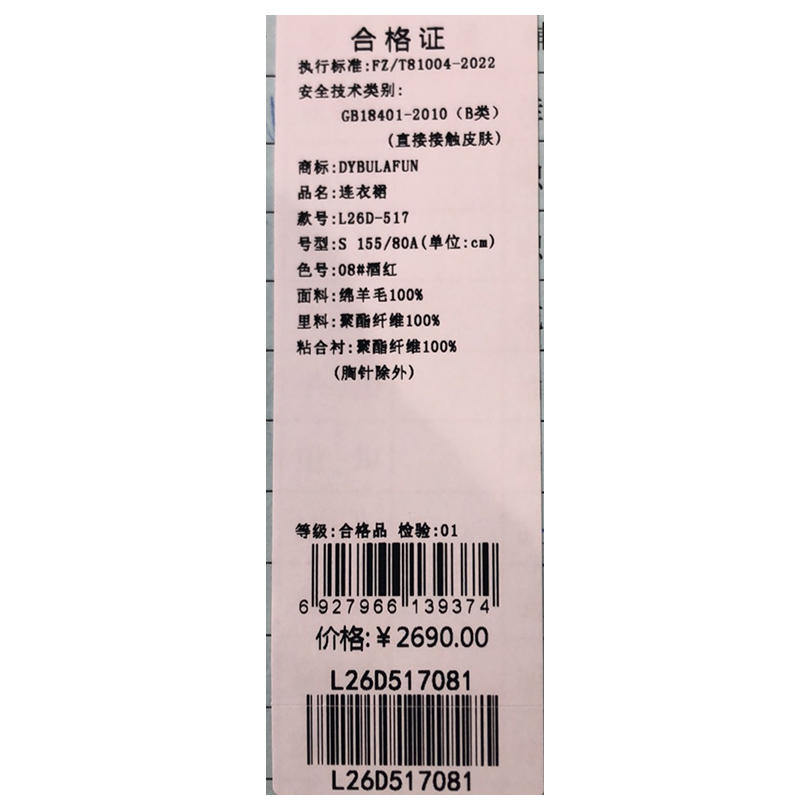 合格证
执行标准:FZ/T81004-2022
安全技术类别:
GB18401-2010（B类）
(直接接触皮肤)
商标:DYBULAFUN
品名:连衣裙
款号:L26D-517
号型:S 155/80A(单位:cm)
色号:08#酒红
面料:绵羊毛100%
里料:聚酯纤维100%
粘合衬:聚酯纤维100%
(胸针除外)
等级:合格品 检验:01
6 927966 139374
价格:￥2690.00
L26D517081
L26D517081